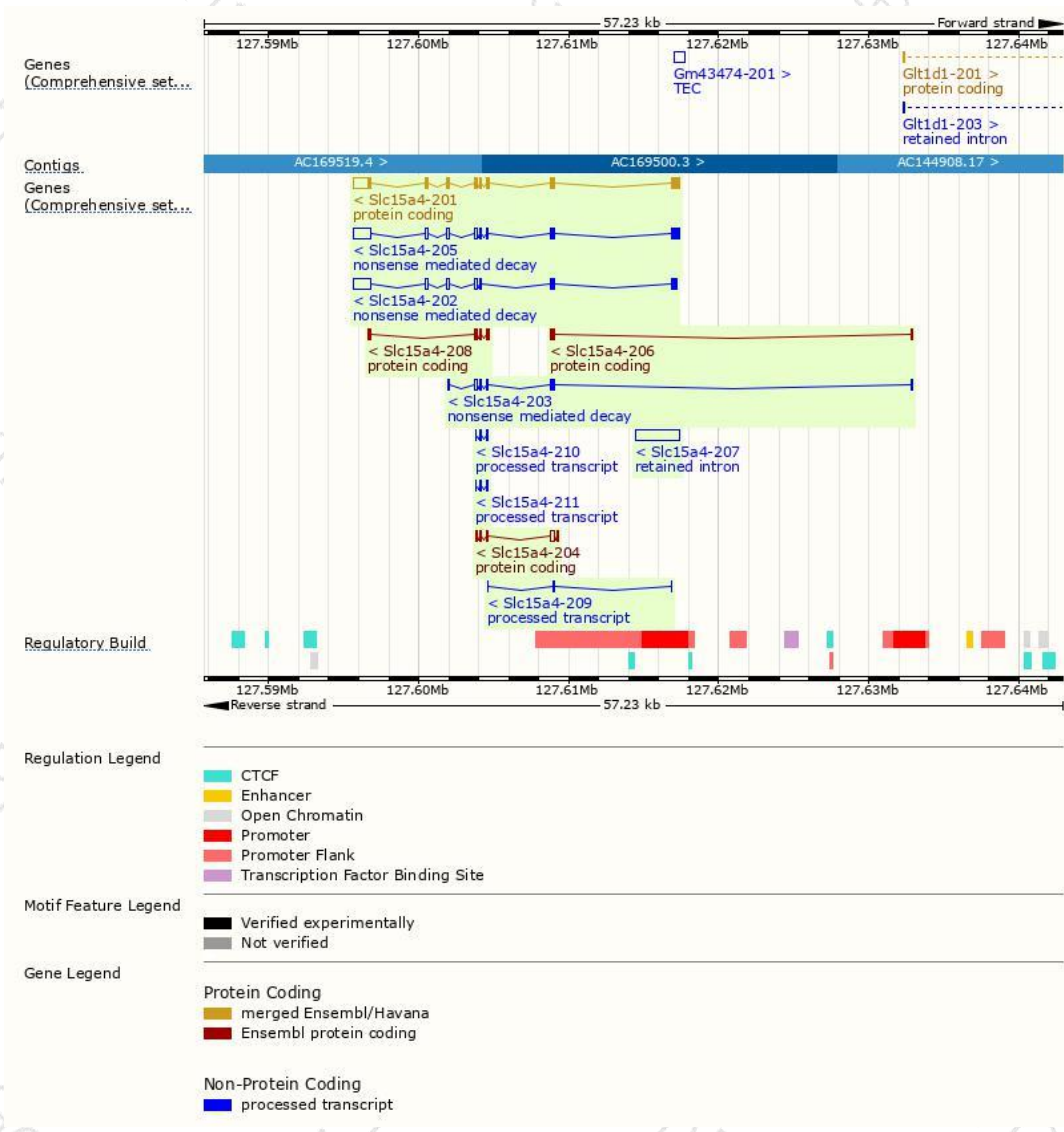 57.23 kb
Forward strand
127.59Mb 127.60Mb 127.61Mb 127.62Mb 127.63Mb 127.64Mb
Genes
(Comprehensive set...
Gm43474-201 >
TEC
Glt1d1-201 >
protein coding
Glt1d1-203 >
retained intron
Contigs
AC169519.4 > AC169500.3 > AC144908.17 >
Genes
(Comprehensive set...
< Slc15a4-201
protein coding
< Slc15a4-205
nonsense mediated decay
< Slc15a4-202
nonsense mediated decay
< Slc15a4-208
protein coding
< Slc15a4-206
protein coding
< Slc15a4-203
nonsense mediated decay
< Slc15a4-210
processed transcript
< Slc15a4-207
retained intron
< Slc15a4-211
processed transcript
< Slc15a4-204
protein coding
< Slc15a4-209
processed transcript
Regulatory Build
127.59Mb 127.60Mb 127.61Mb 127.62Mb 127.63Mb 127.64Mb
Reverse strand
57.23 kb
Regulation Legend
CTCF
Enhancer
Open Chromatin
Promoter
Promoter Flank
Transcription Factor Binding Site
Motif Feature Legend
Verified experimentally
Not verified
Gene Legend
Protein Coding
merged Ensembl/Havana
Ensembl protein coding
Non-Protein Coding
processed transcript